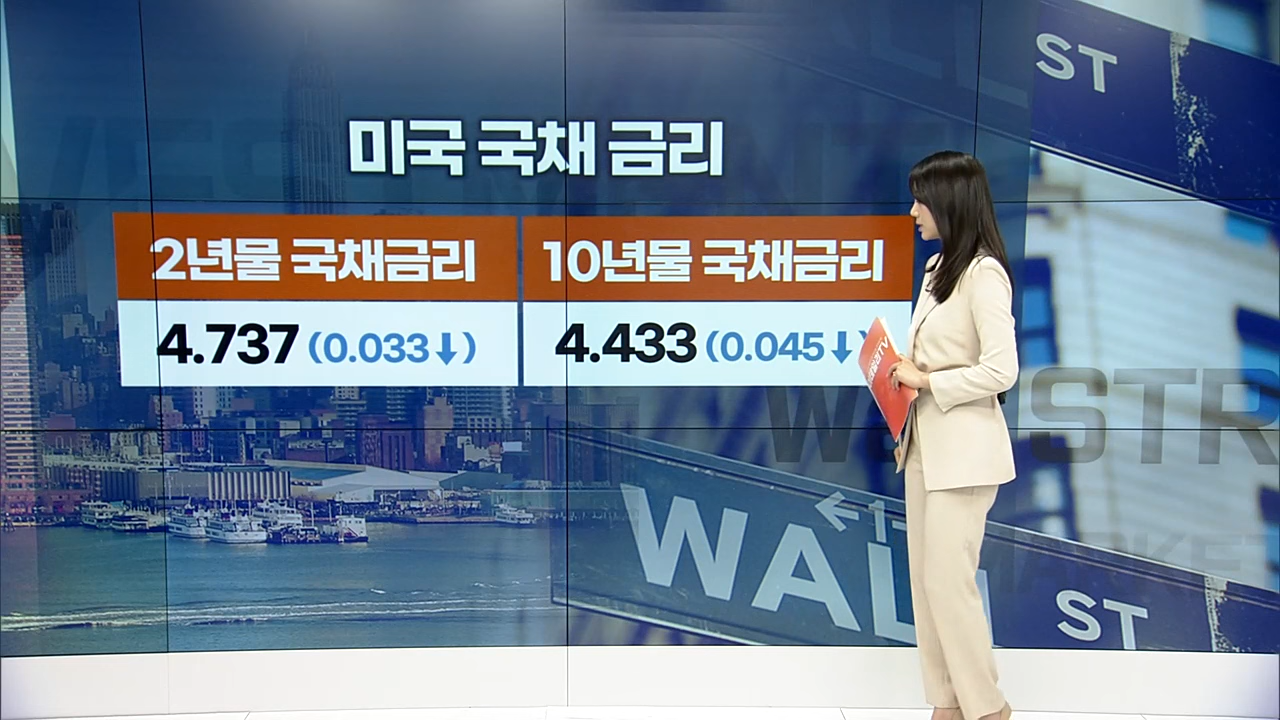 ST
미국 국채 금리
2년물 국채금리
10년물 국채금리
4.737 (0.033↓)
4.433 (0.045↓)
WALL
ST